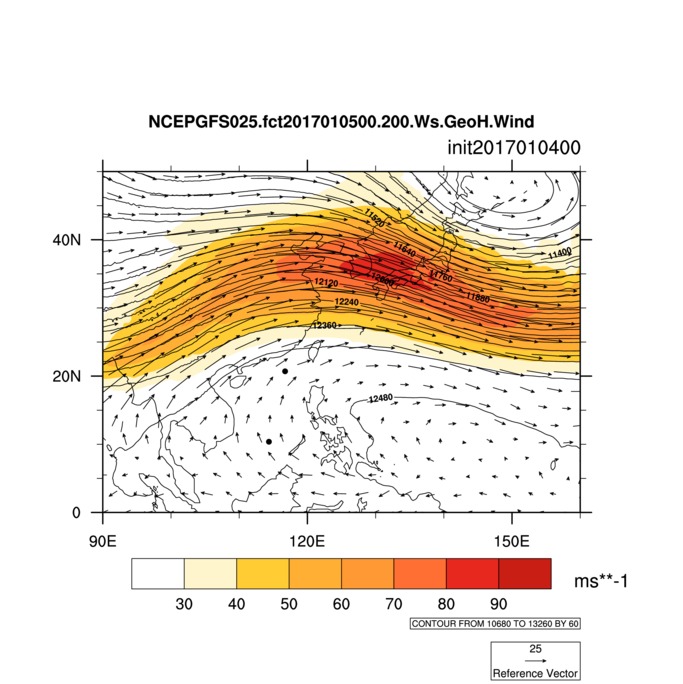 NCEPGFS025.fct2017010500.200.Ws.GeoH.Wind
init2017010400
40N
20N
0
11520
11640
11400
11760
12000
12120
11880
12240
12360
12480
90E 120E 150E
30 40 50 60 70 80 90
ms**-1
CONTOUR FROM 10680 TO 13260 BY 60
25
Reference Vector